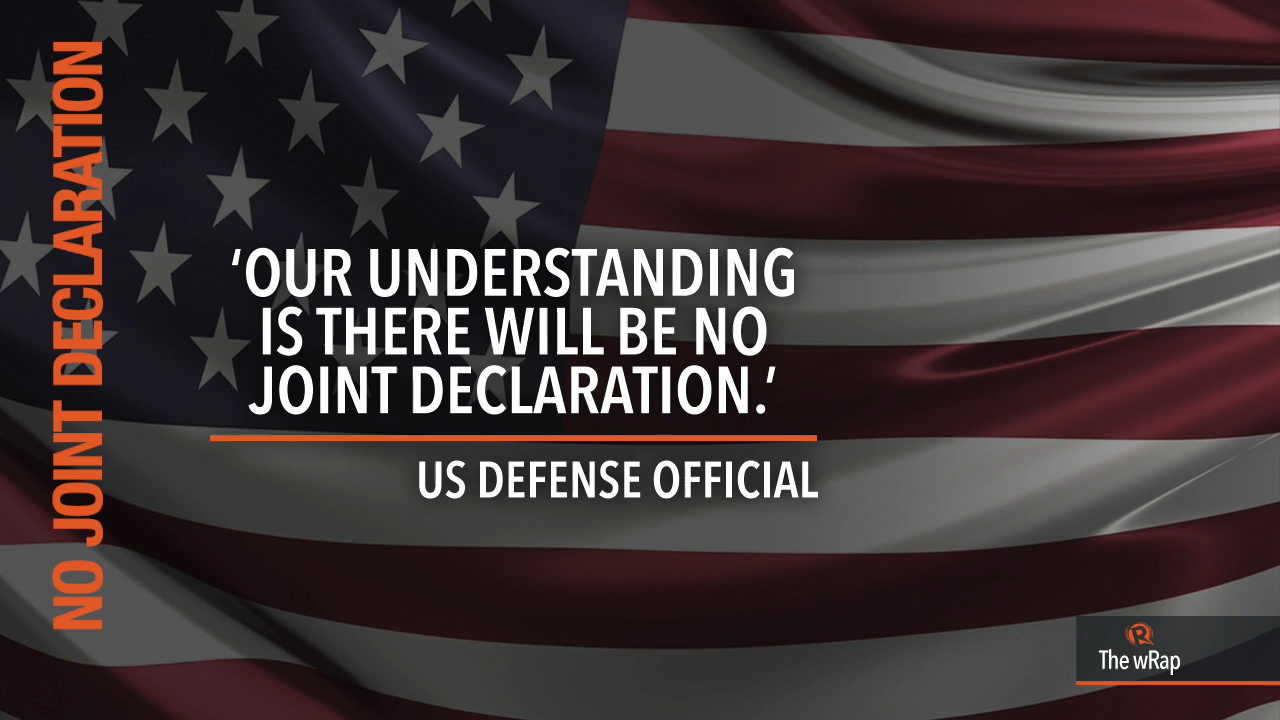 NO JOINT DECLARATION
‘OUR UNDERSTANDING
IS THERE WILL BE NO
JOINT DECLARATION.’
US DEFENSE OFFICIAL
R
The wRap